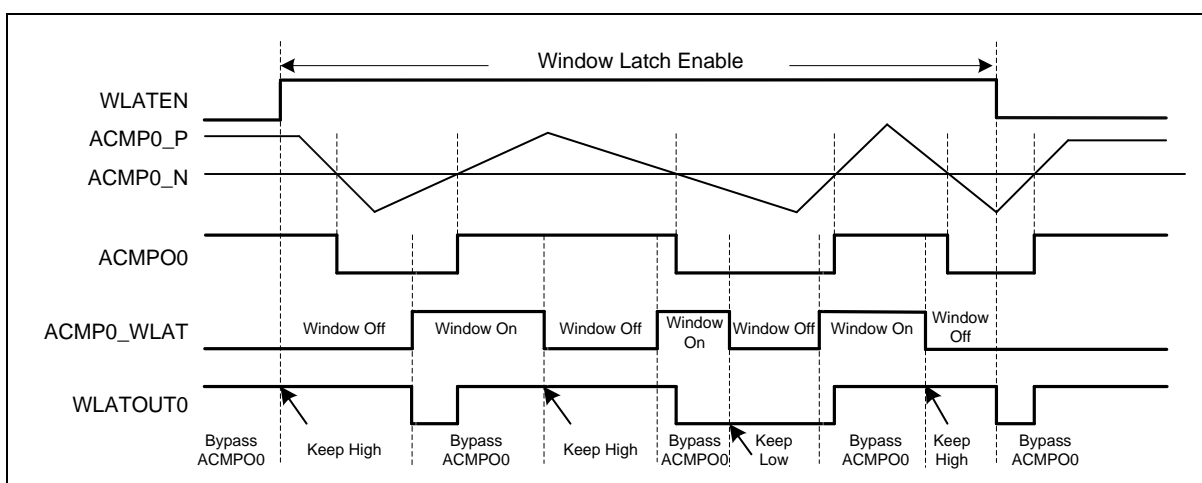 Window Latch Enable
WLATEN
ACMP0_P
ACMP0_N
ACMPO0
ACMP0_WLAT
Window Off
Window On
Window Off
Window
On
Window Off
Window On
Window
Off
WLATOUT0
Bypass
ACMPO0
Keep High
Bypass
ACMPO0
Keep High
Bypass
ACMPO0
Keep
Low
Bypass
ACMPO0
Keep
High
Bypass
ACMPO0